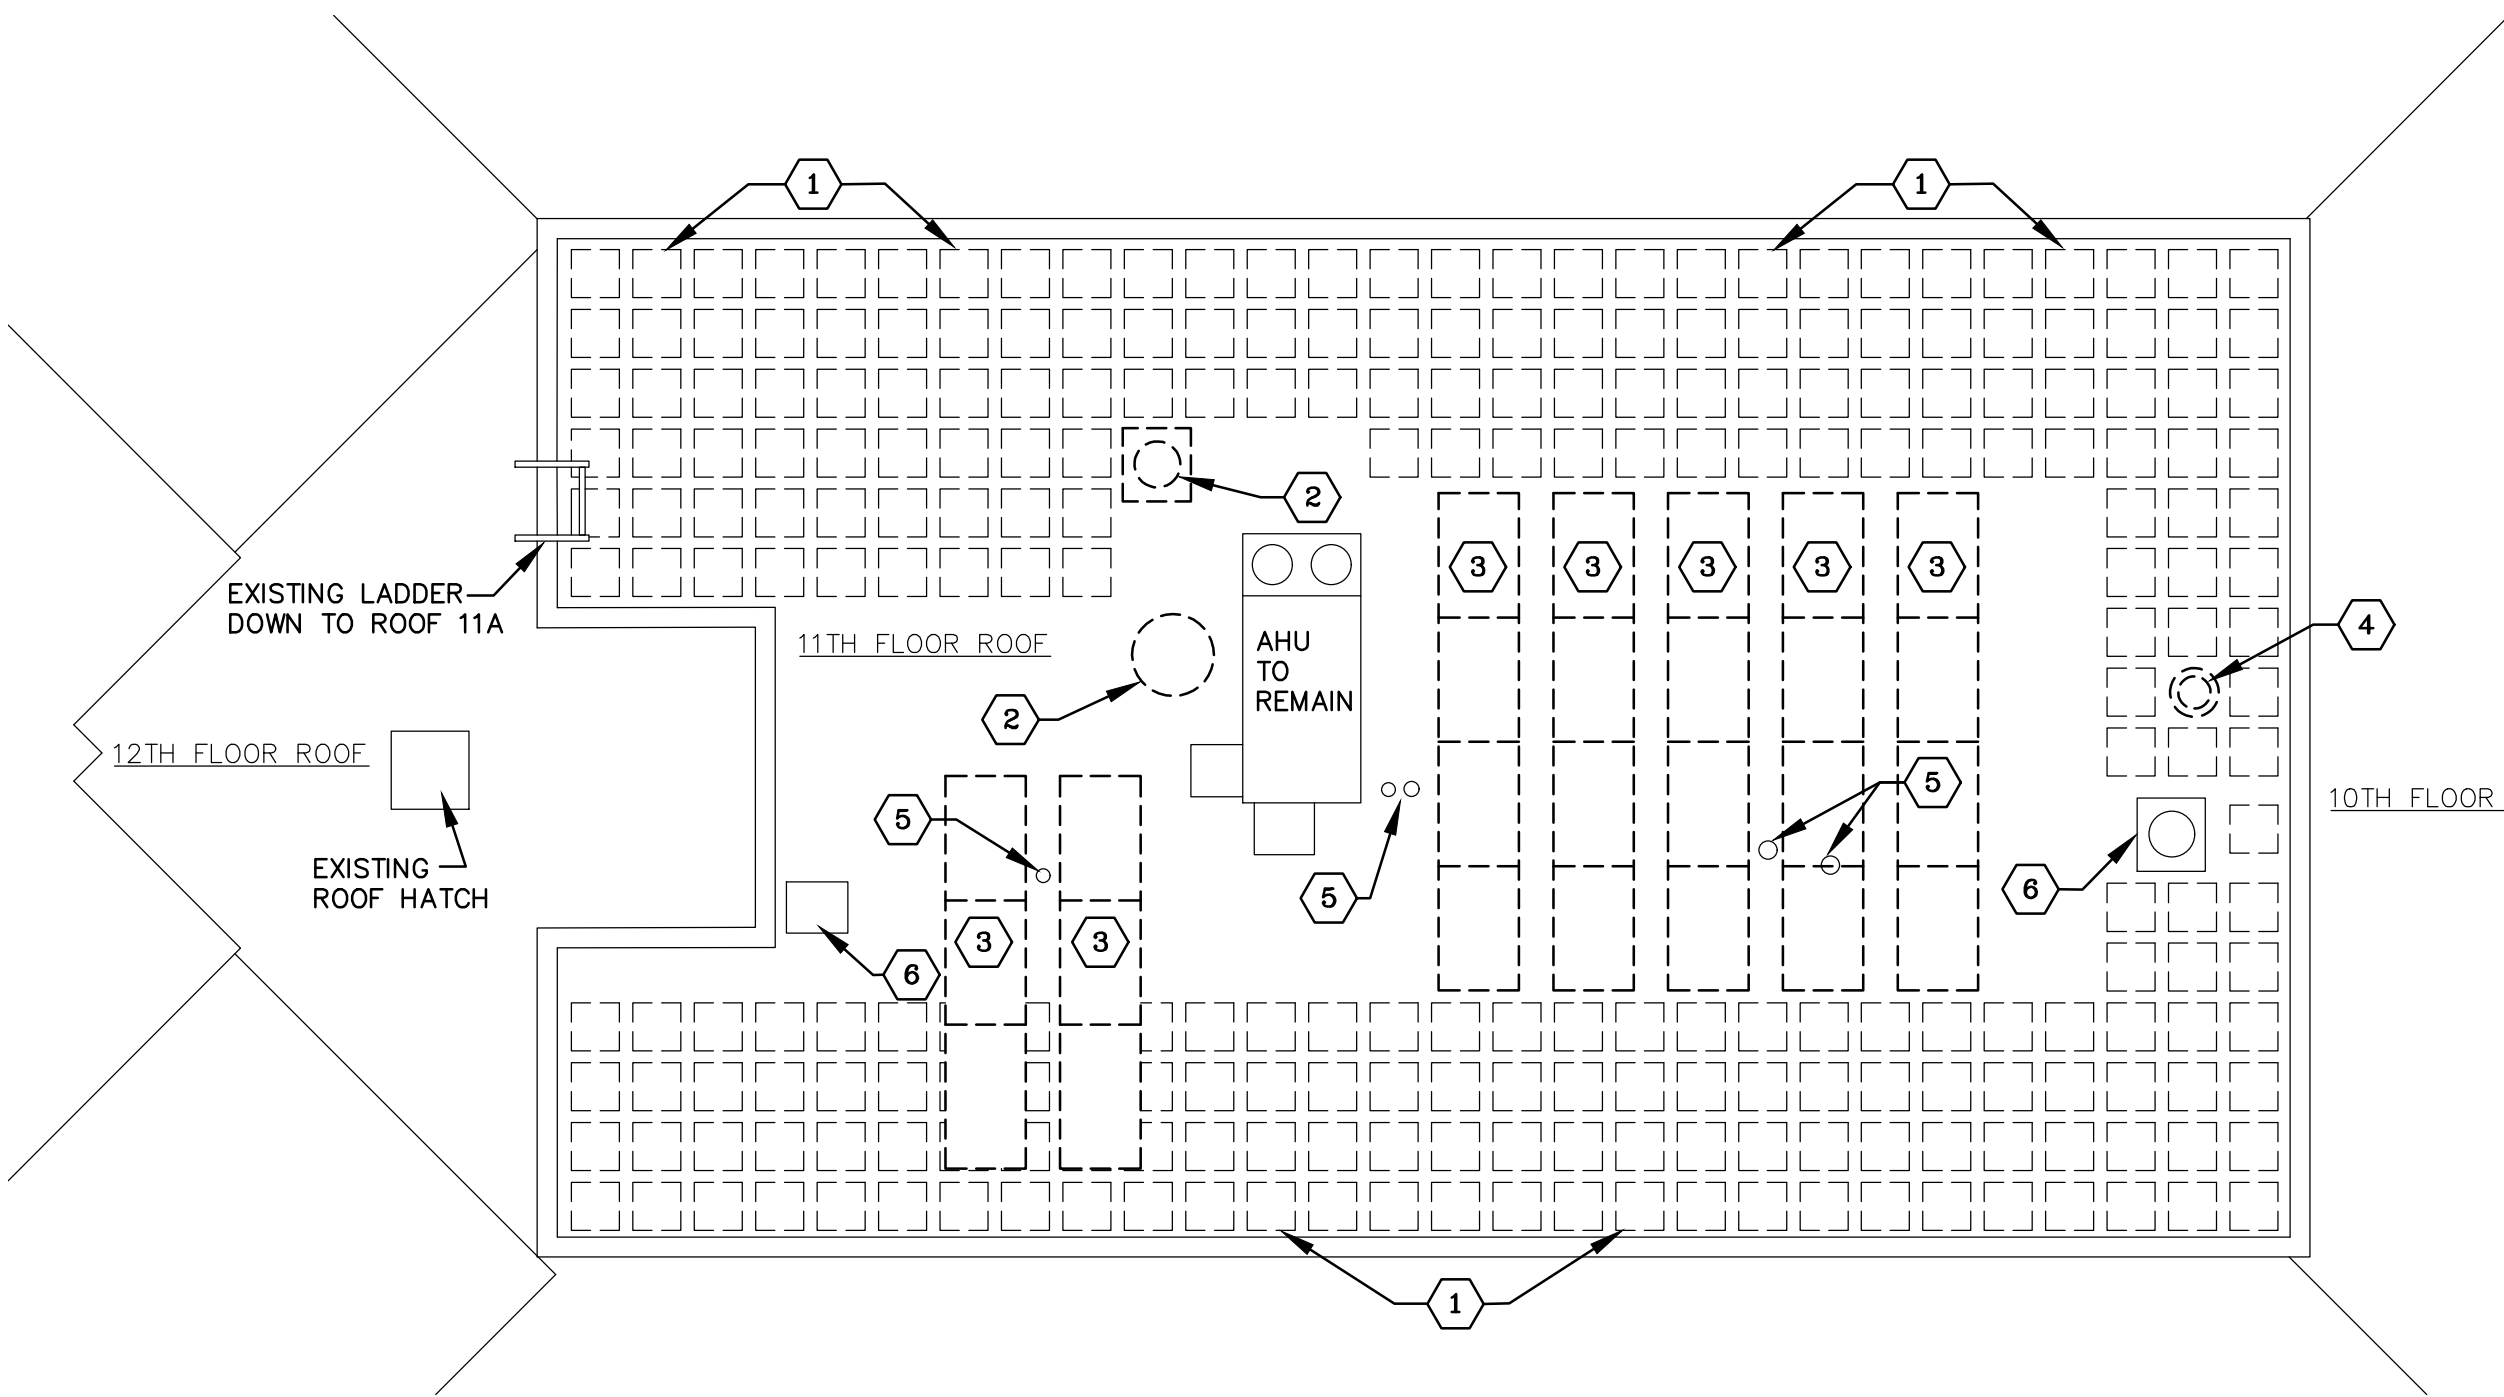 1
1
2
3
3
3
3
3
EXISTING LADDER
DOWN TO ROOF 11A
4
11TH FLOOR ROOF
AHU
TO
REMAIN
2
12TH FLOOR ROOF
5
10TH FLOOR
5
EXISTING
ROOF HATCH
5
6
3
3
6
1